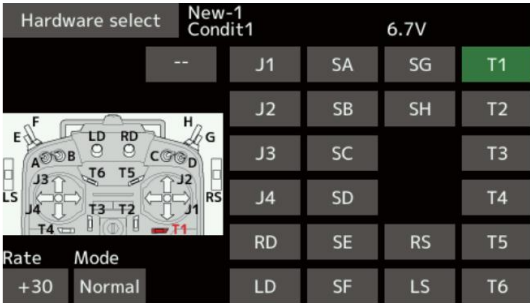 Hardware select
New-1
Condit1
6.7V
-- J1 SA SG T1
J2 SB SH T2
J3 SC T3
J4 SD T4
RD SE RS T5
LD SF LS T6
F H
E LD RD G
A B C D
T6 T5
J3 J2
LS RS
J4 T3 T2 J1
T4 T1
Rate Mode
+30 Normal